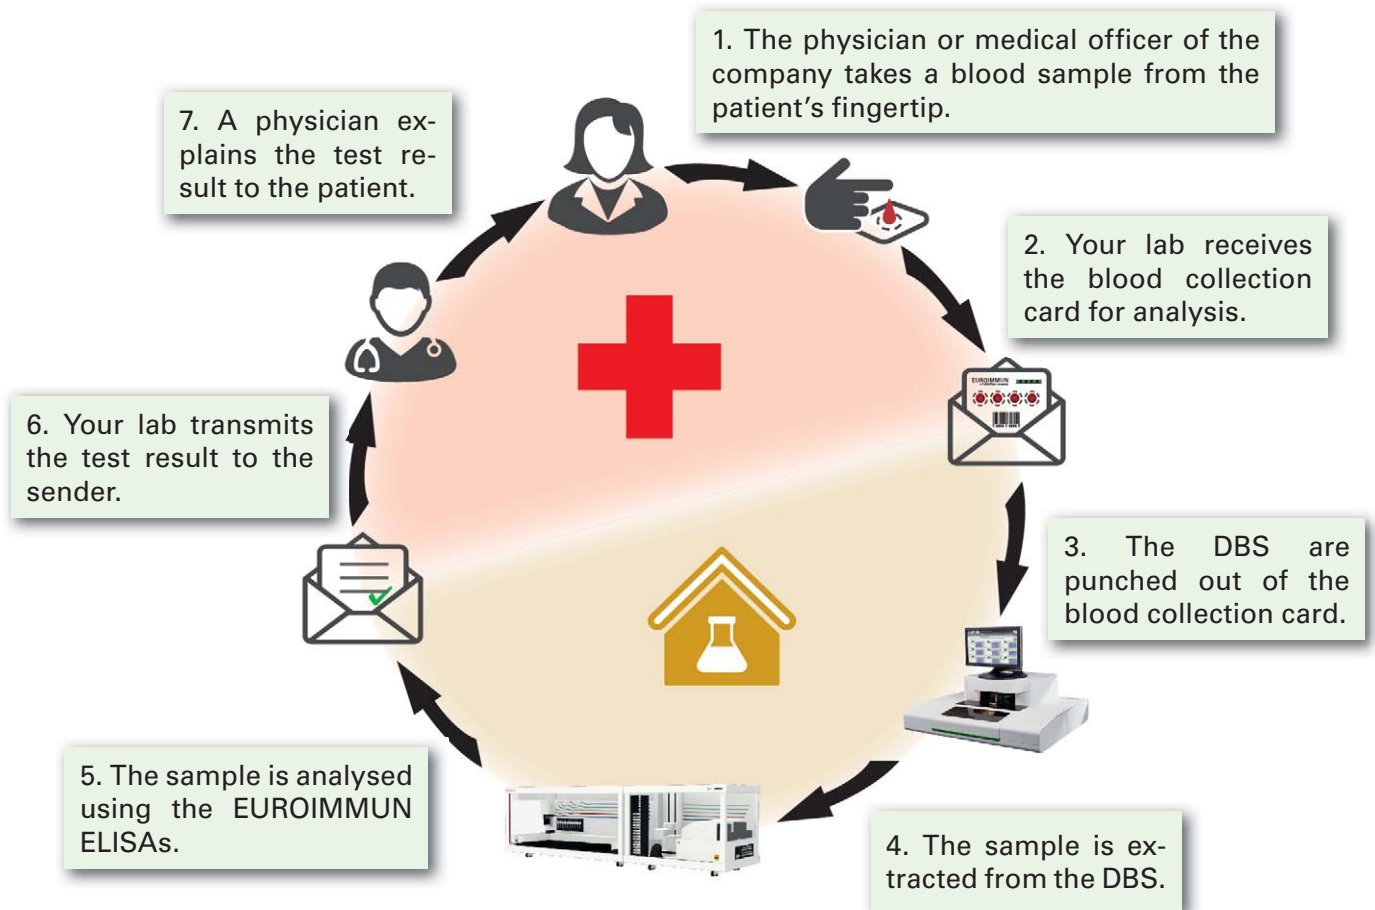 1. The physician or medical officer of the
company takes a blood sample from the
patient's fingertip.
7. A physician ex-
plains the test re-
sult to the patient.
2. Your lab receives
the blood collection
card for analysis.
EUROIMMUN
6. Your lab transmits
the test result to the
sender.
3. The DBS are
punched out of the
blood collection card.
5. The sample is analysed
using the EUROIMMUN
ELISAs.
4. The sample is ex-
tracted from the DBS.